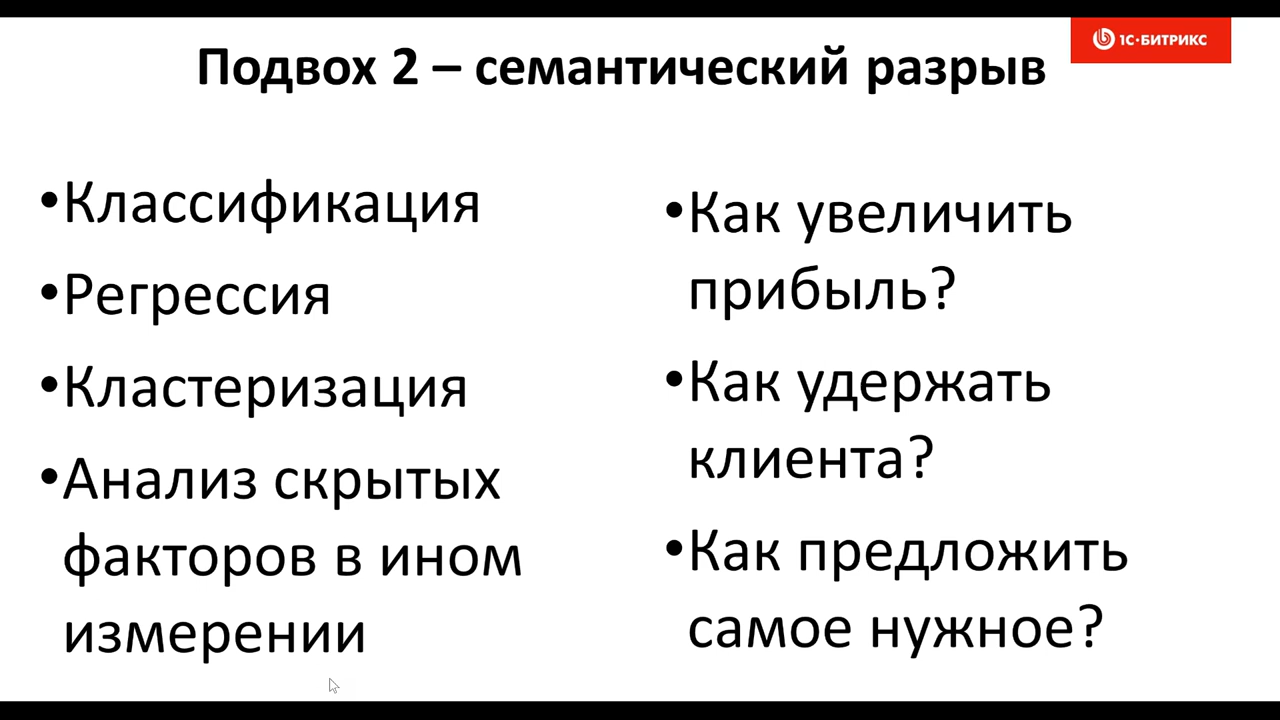 Подвох 2 – семантический разрыв
1С·БИТРИКС
•Классификация
•Регрессия
•Кластеризация
•Анализ скрытых
факторов в ином
измерении
•Как увеличить
прибыль?
•Как удержать
клиента?
•Как предложить
самое нужное?